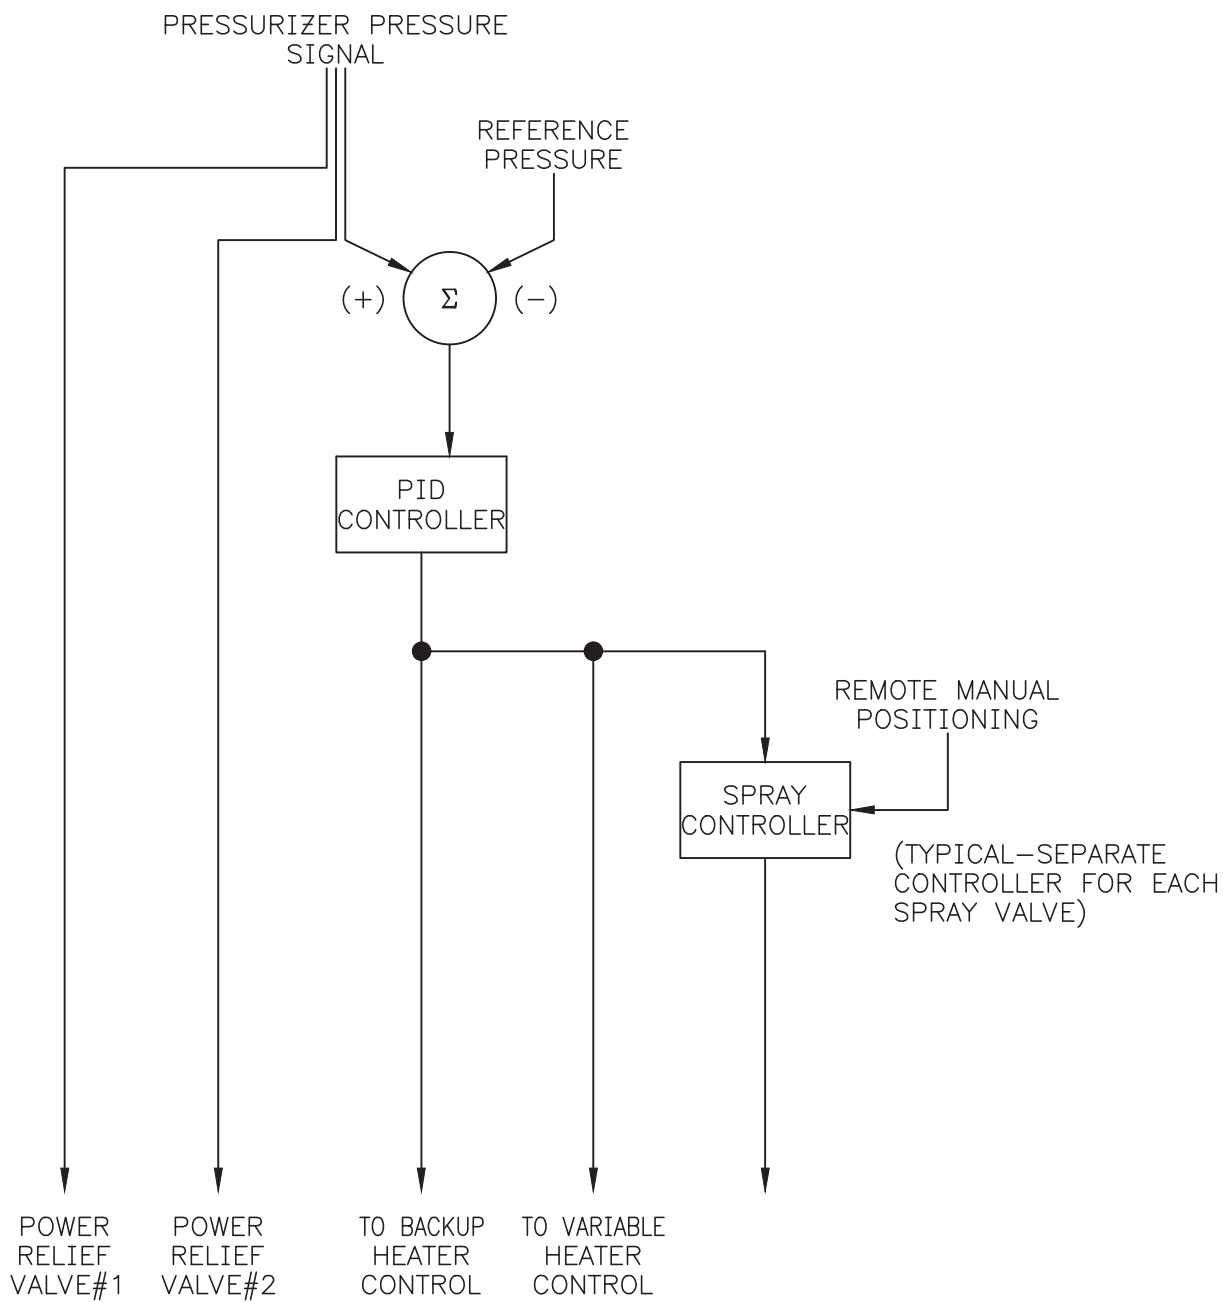 PRESSURIZER PRESSURE
SIGNAL
REFERENCE
PRESSURE
(+)
Σ
(-)
PID
CONTROLLER
REMOTE MANUAL
POSITIONING
SPRAY
CONTROLLER
(TYPICAL-SEPARATE
CONTROLLER FOR EACH
SPRAY VALVE)
POWER
RELIEF
VALVE#1
POWER
RELIEF
VALVE#2
TO BACKUP
HEATER
CONTROL
TO VARIABLE
HEATER
CONTROL